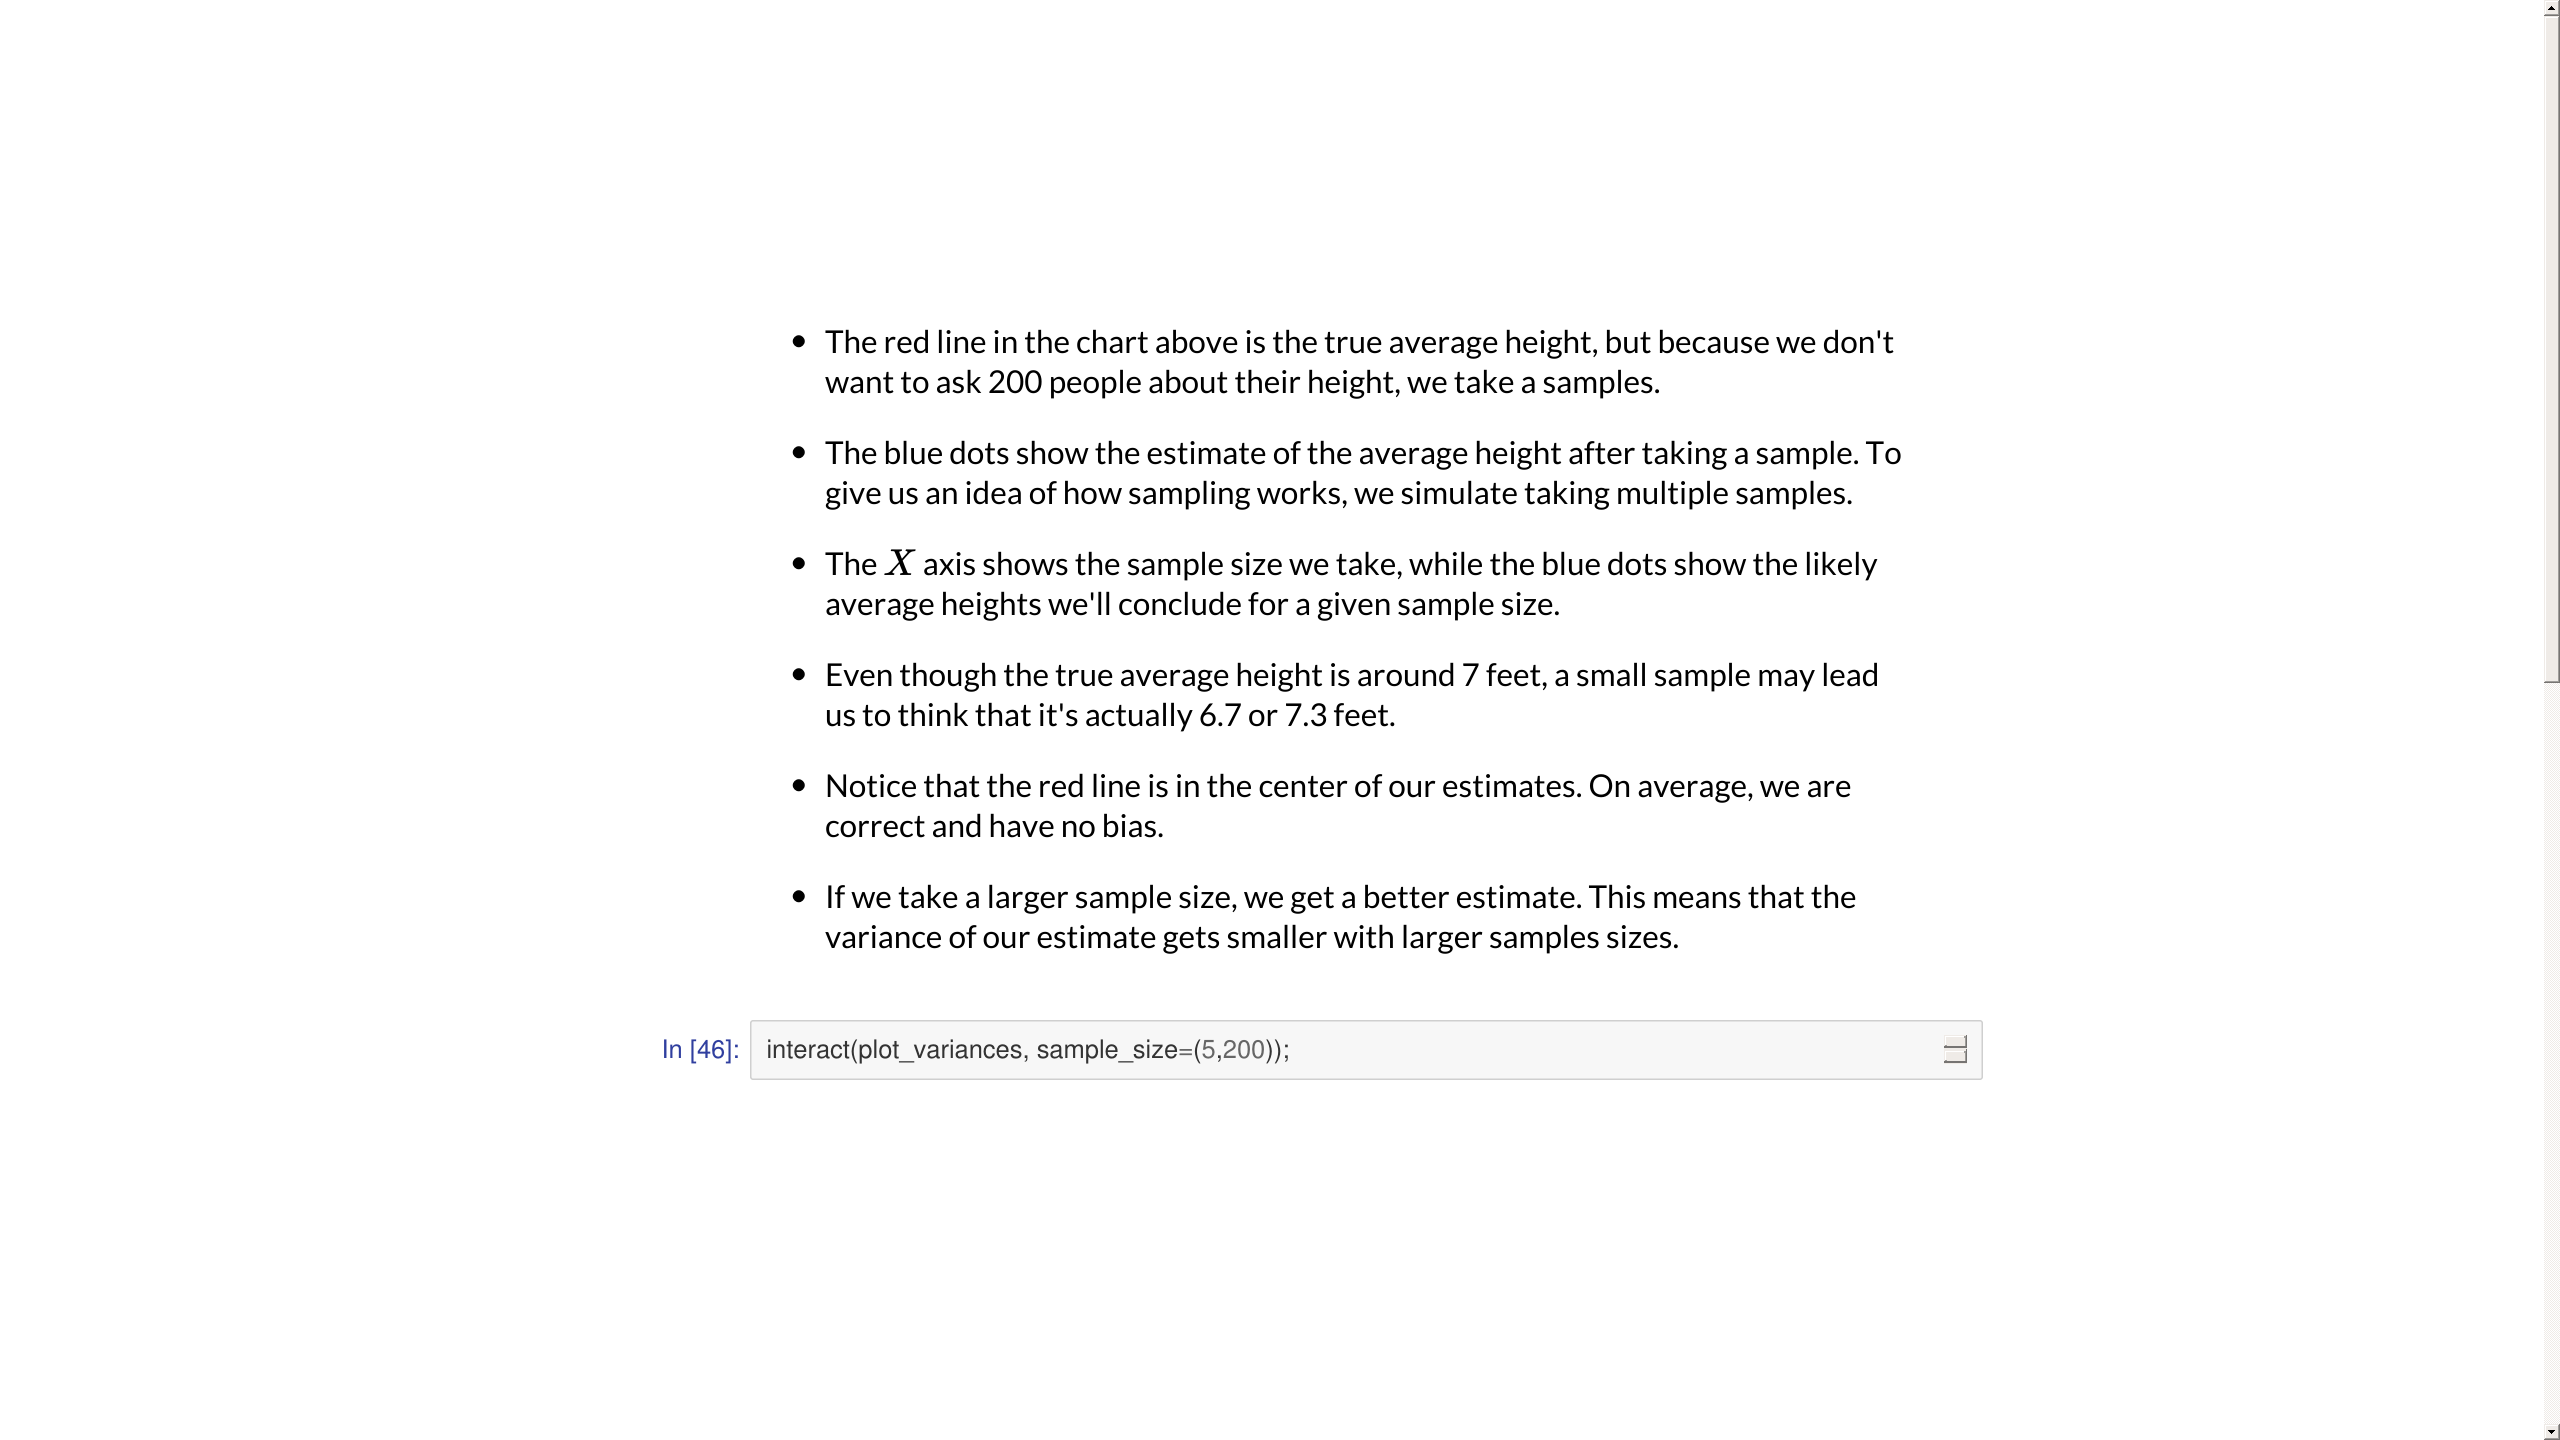 • The red line in the chart above is the true average height, but because we don't
want to ask 200 people about their height, we take a samples.
• The blue dots show the estimate of the average height after taking a sample. To
give us an idea of how sampling works, we simulate taking multiple samples.
• The X axis shows the sample size we take, while the blue dots show the likely
average heights we'll conclude for a given sample size.
• Even though the true average height is around 7 feet, a small sample may lead
us to think that it's actually 6.7 or 7.3 feet.
• Notice that the red line is in the center of our estimates. On average, we are
correct and have no bias.
• If we take a larger sample size, we get a better estimate. This means that the
variance of our estimate gets smaller with larger samples sizes.
In [46]: interact(plot_variances, sample_size=(5,200));